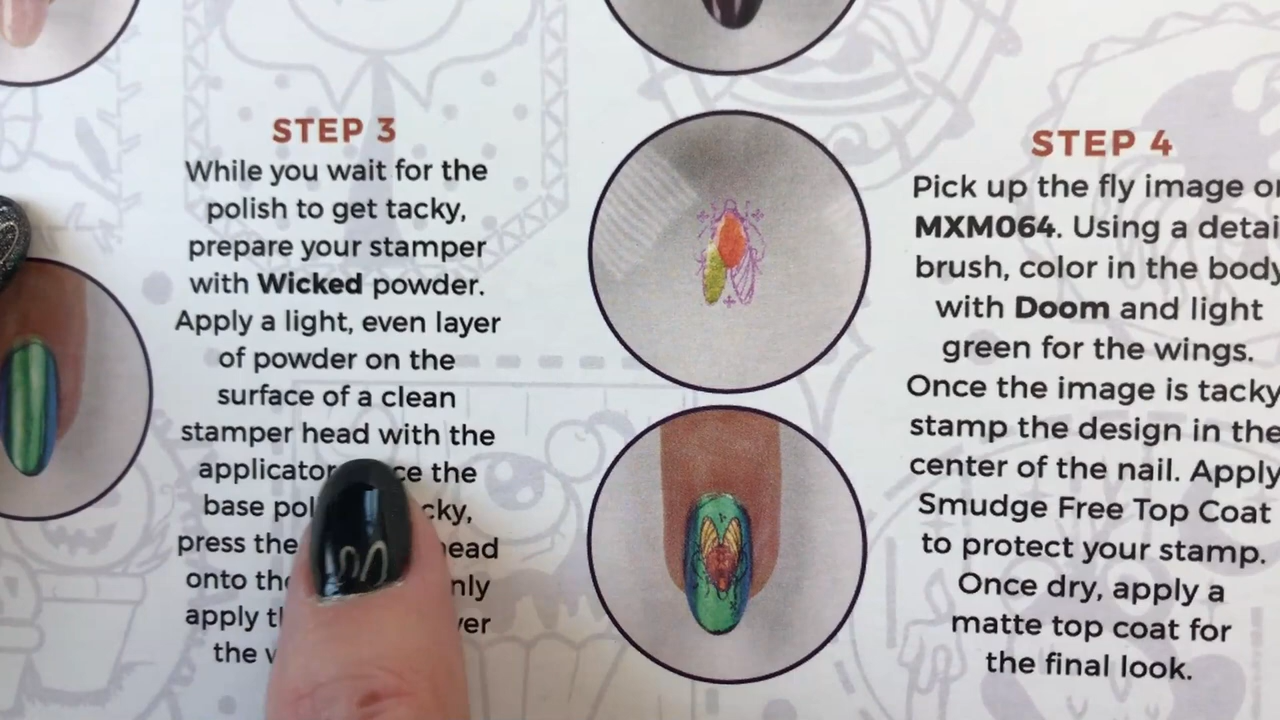 STEP 3
While you wait for the
polish to get tacky,
prepare your stamper
with Wicked powder.
Apply a light, even layer
of powder on the
surface of a clean
stamper head with the
applicator the
base
press the
onto
apply
the
STEP 4
Pick up the fly image
MXM064. Using a
brush, color in the
with Doom and light
green for the wings.
Once the image is tacky
stamp the design in the
center of the nail. Apply
Smudge Free Top Coat
to protect your stamp.
Once dry, apply a
matte top coat for
the final look.